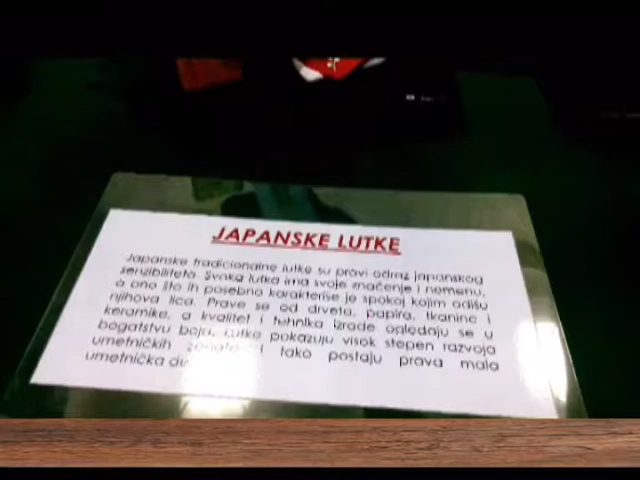 JAPANSKE LUTKE
Japanske tradicionalne lutke su pravi odraz japanskog
senzibiliteta. Svaka lutka ima svoje značenje i namenu,
a ono što ih posebno karakteriše je spokoj kojim odišu
njihova lica. Prave se od drveta, papira, tkanine i
keramike, a kvalitet i tehnika izrade ogledaju se u
bogatstvu boja. Lutke pokazuju visok stepen razvoja
umetničkih zanata i tako postaju prava mala
umetnička